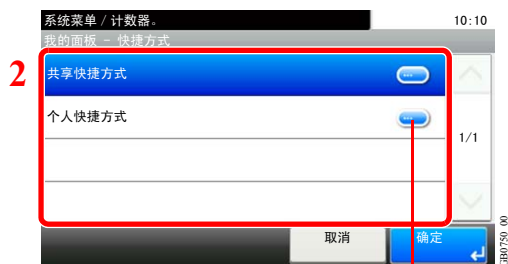 系统菜单 / 计数器。 10:10
我的面板 - 快捷方式
2
共享快捷方式
个人快捷方式
1/1
取消 确定
GB0750_00